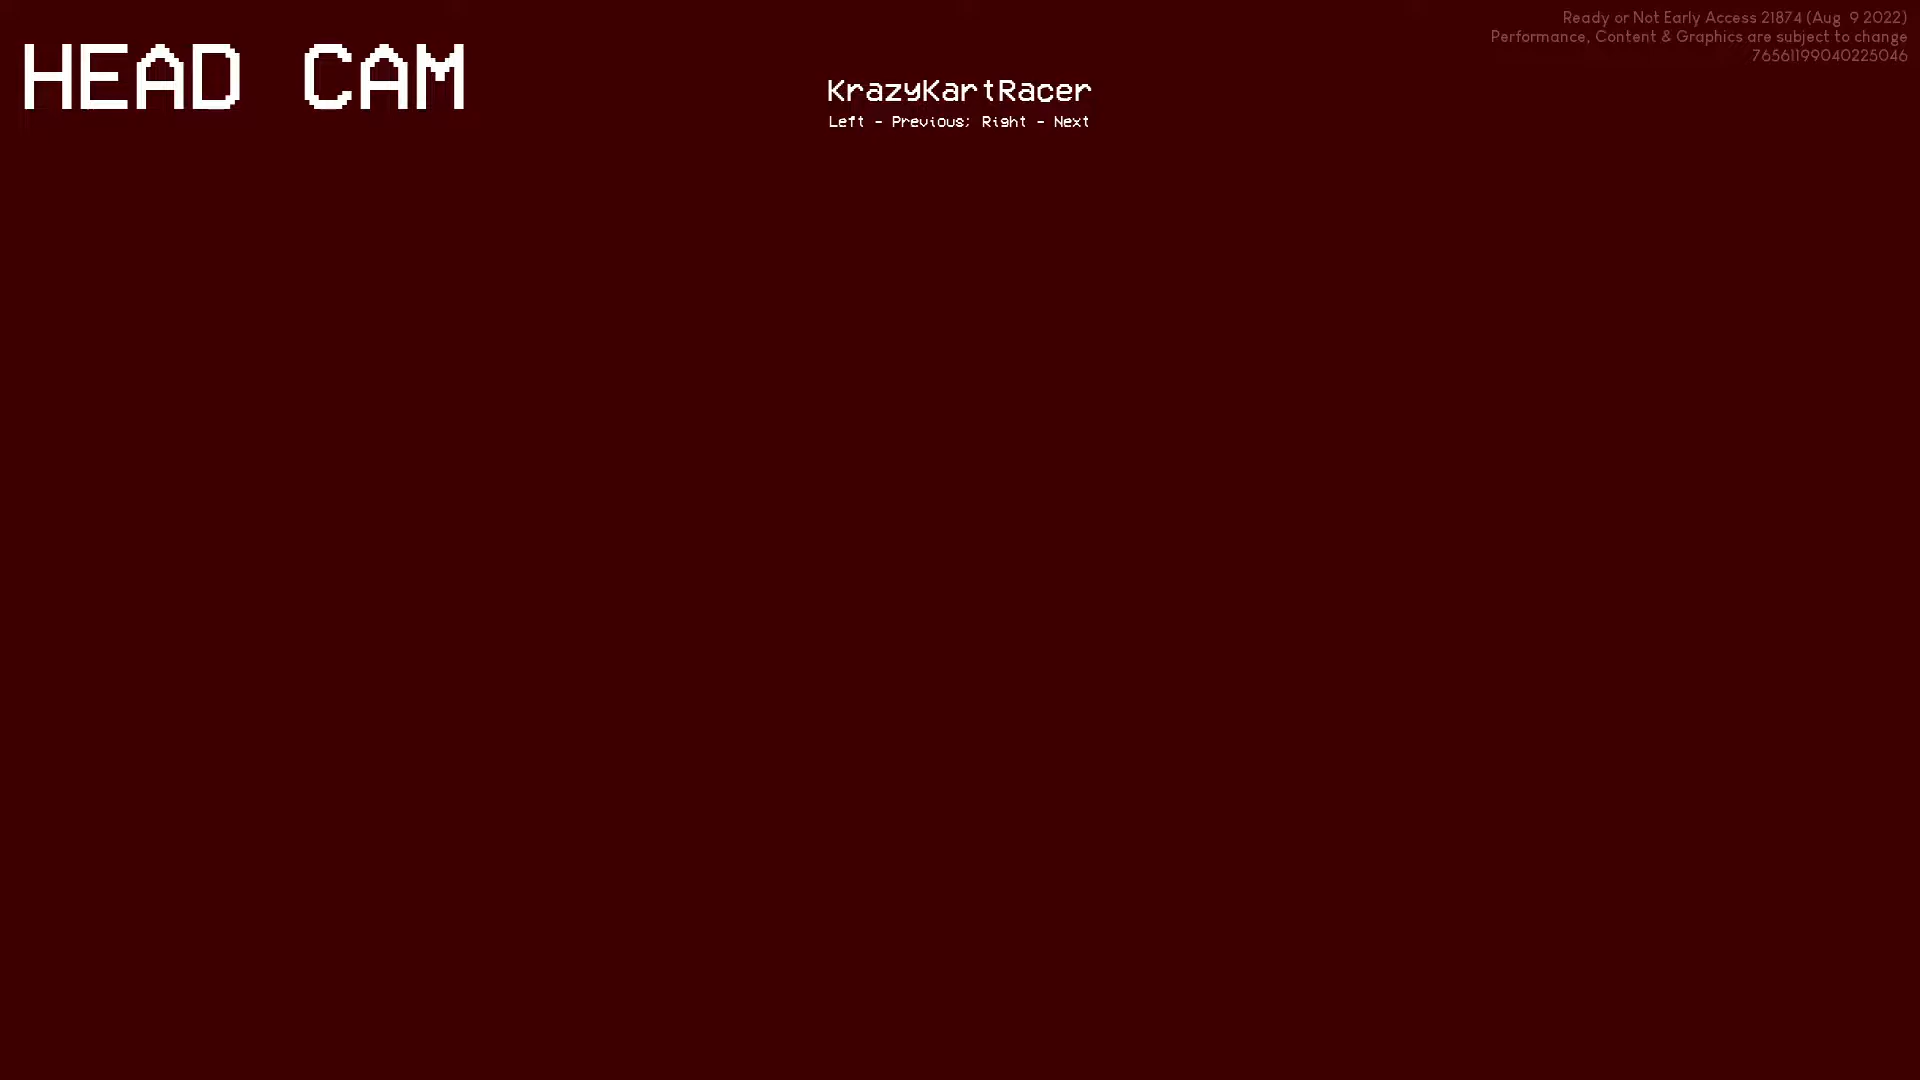 HEAD CAM
KrazyKartRacer
Left - Previous; Right - Next
Ready or Not Early Access 21874 (Aug  9 2022)
Performance, Content & Graphics are subject to change
76561199040225046